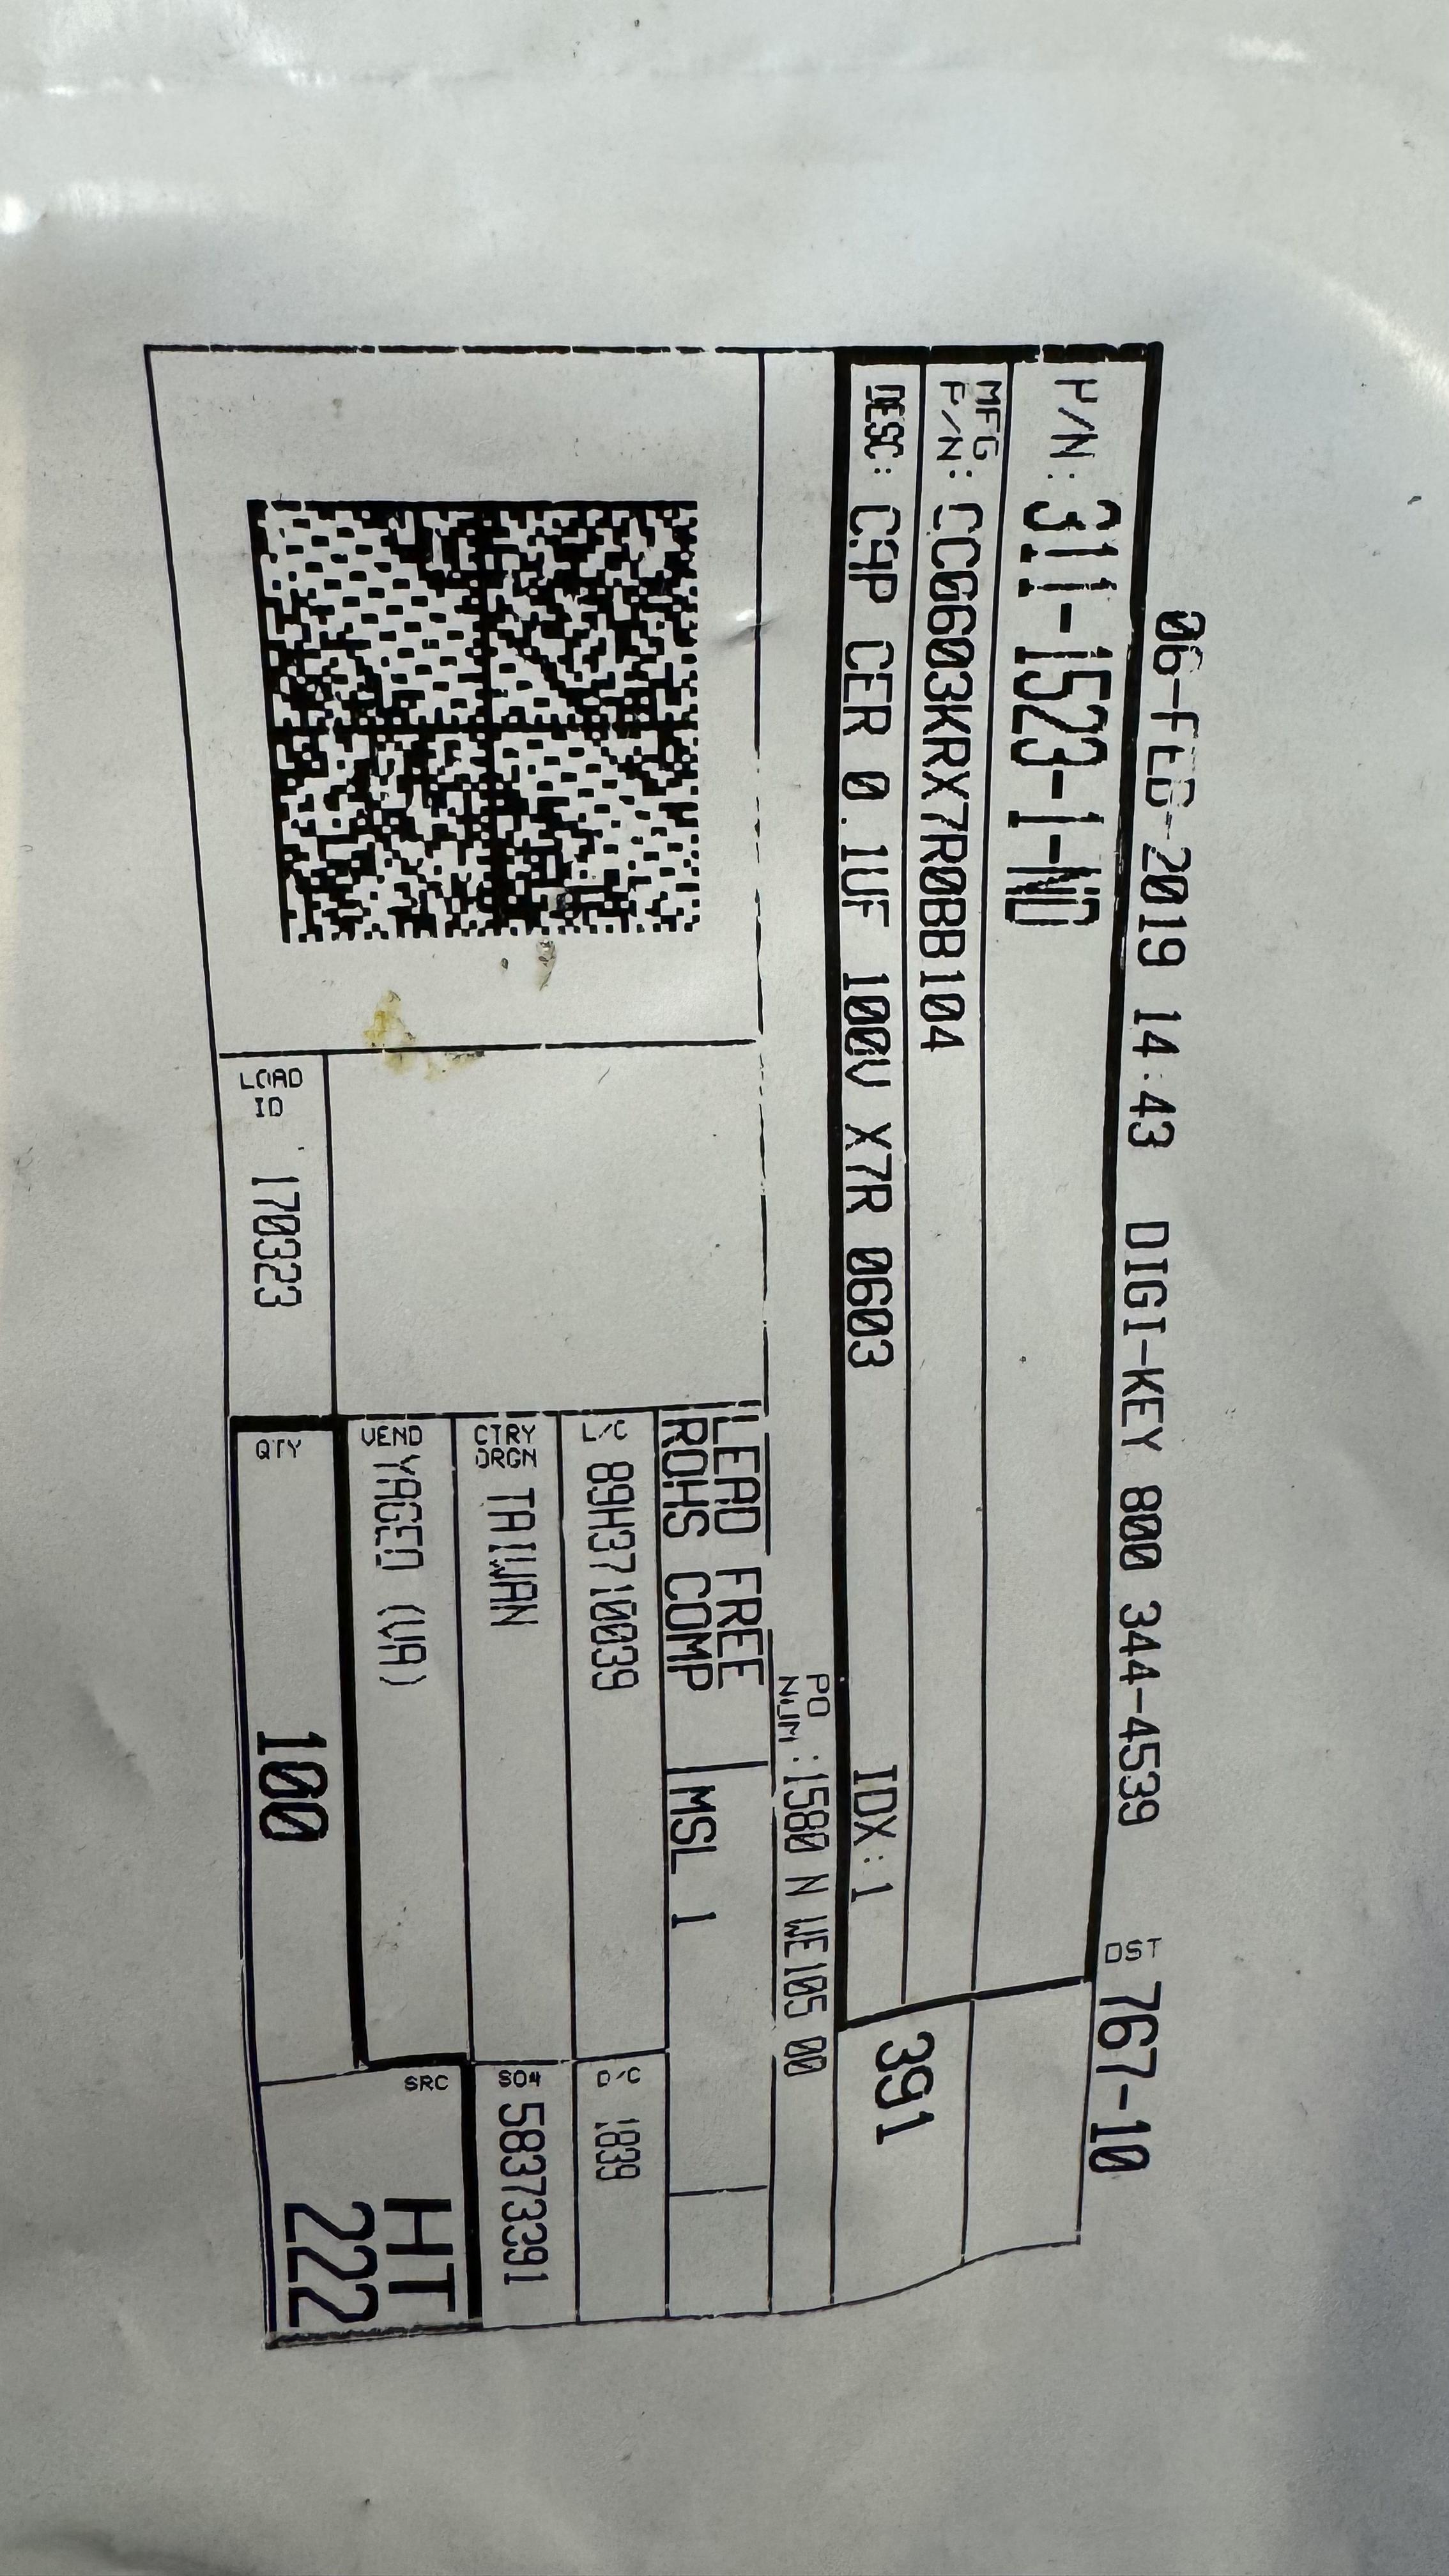 06-FEB-2019 14:43 DIGI-KEY 800 344-4539 DST 767-10
P/N: 311-1523-1-ND
MFG P/N: CC0603KRX7R0BB104
DESC: CAP CER 0.1UF 100V X7R 0603 IDX: 1 391
PO NUM: 1580 N WE105 00
LEAD FREE
ROHS COMP MSL 1
L/C 89H3710039 D/C 1839
CTRY ORGN TAIWAN SO# 58373391
VEND YAGEO (VA) SRC HT
LOAD ID 170323 QTY 100 222